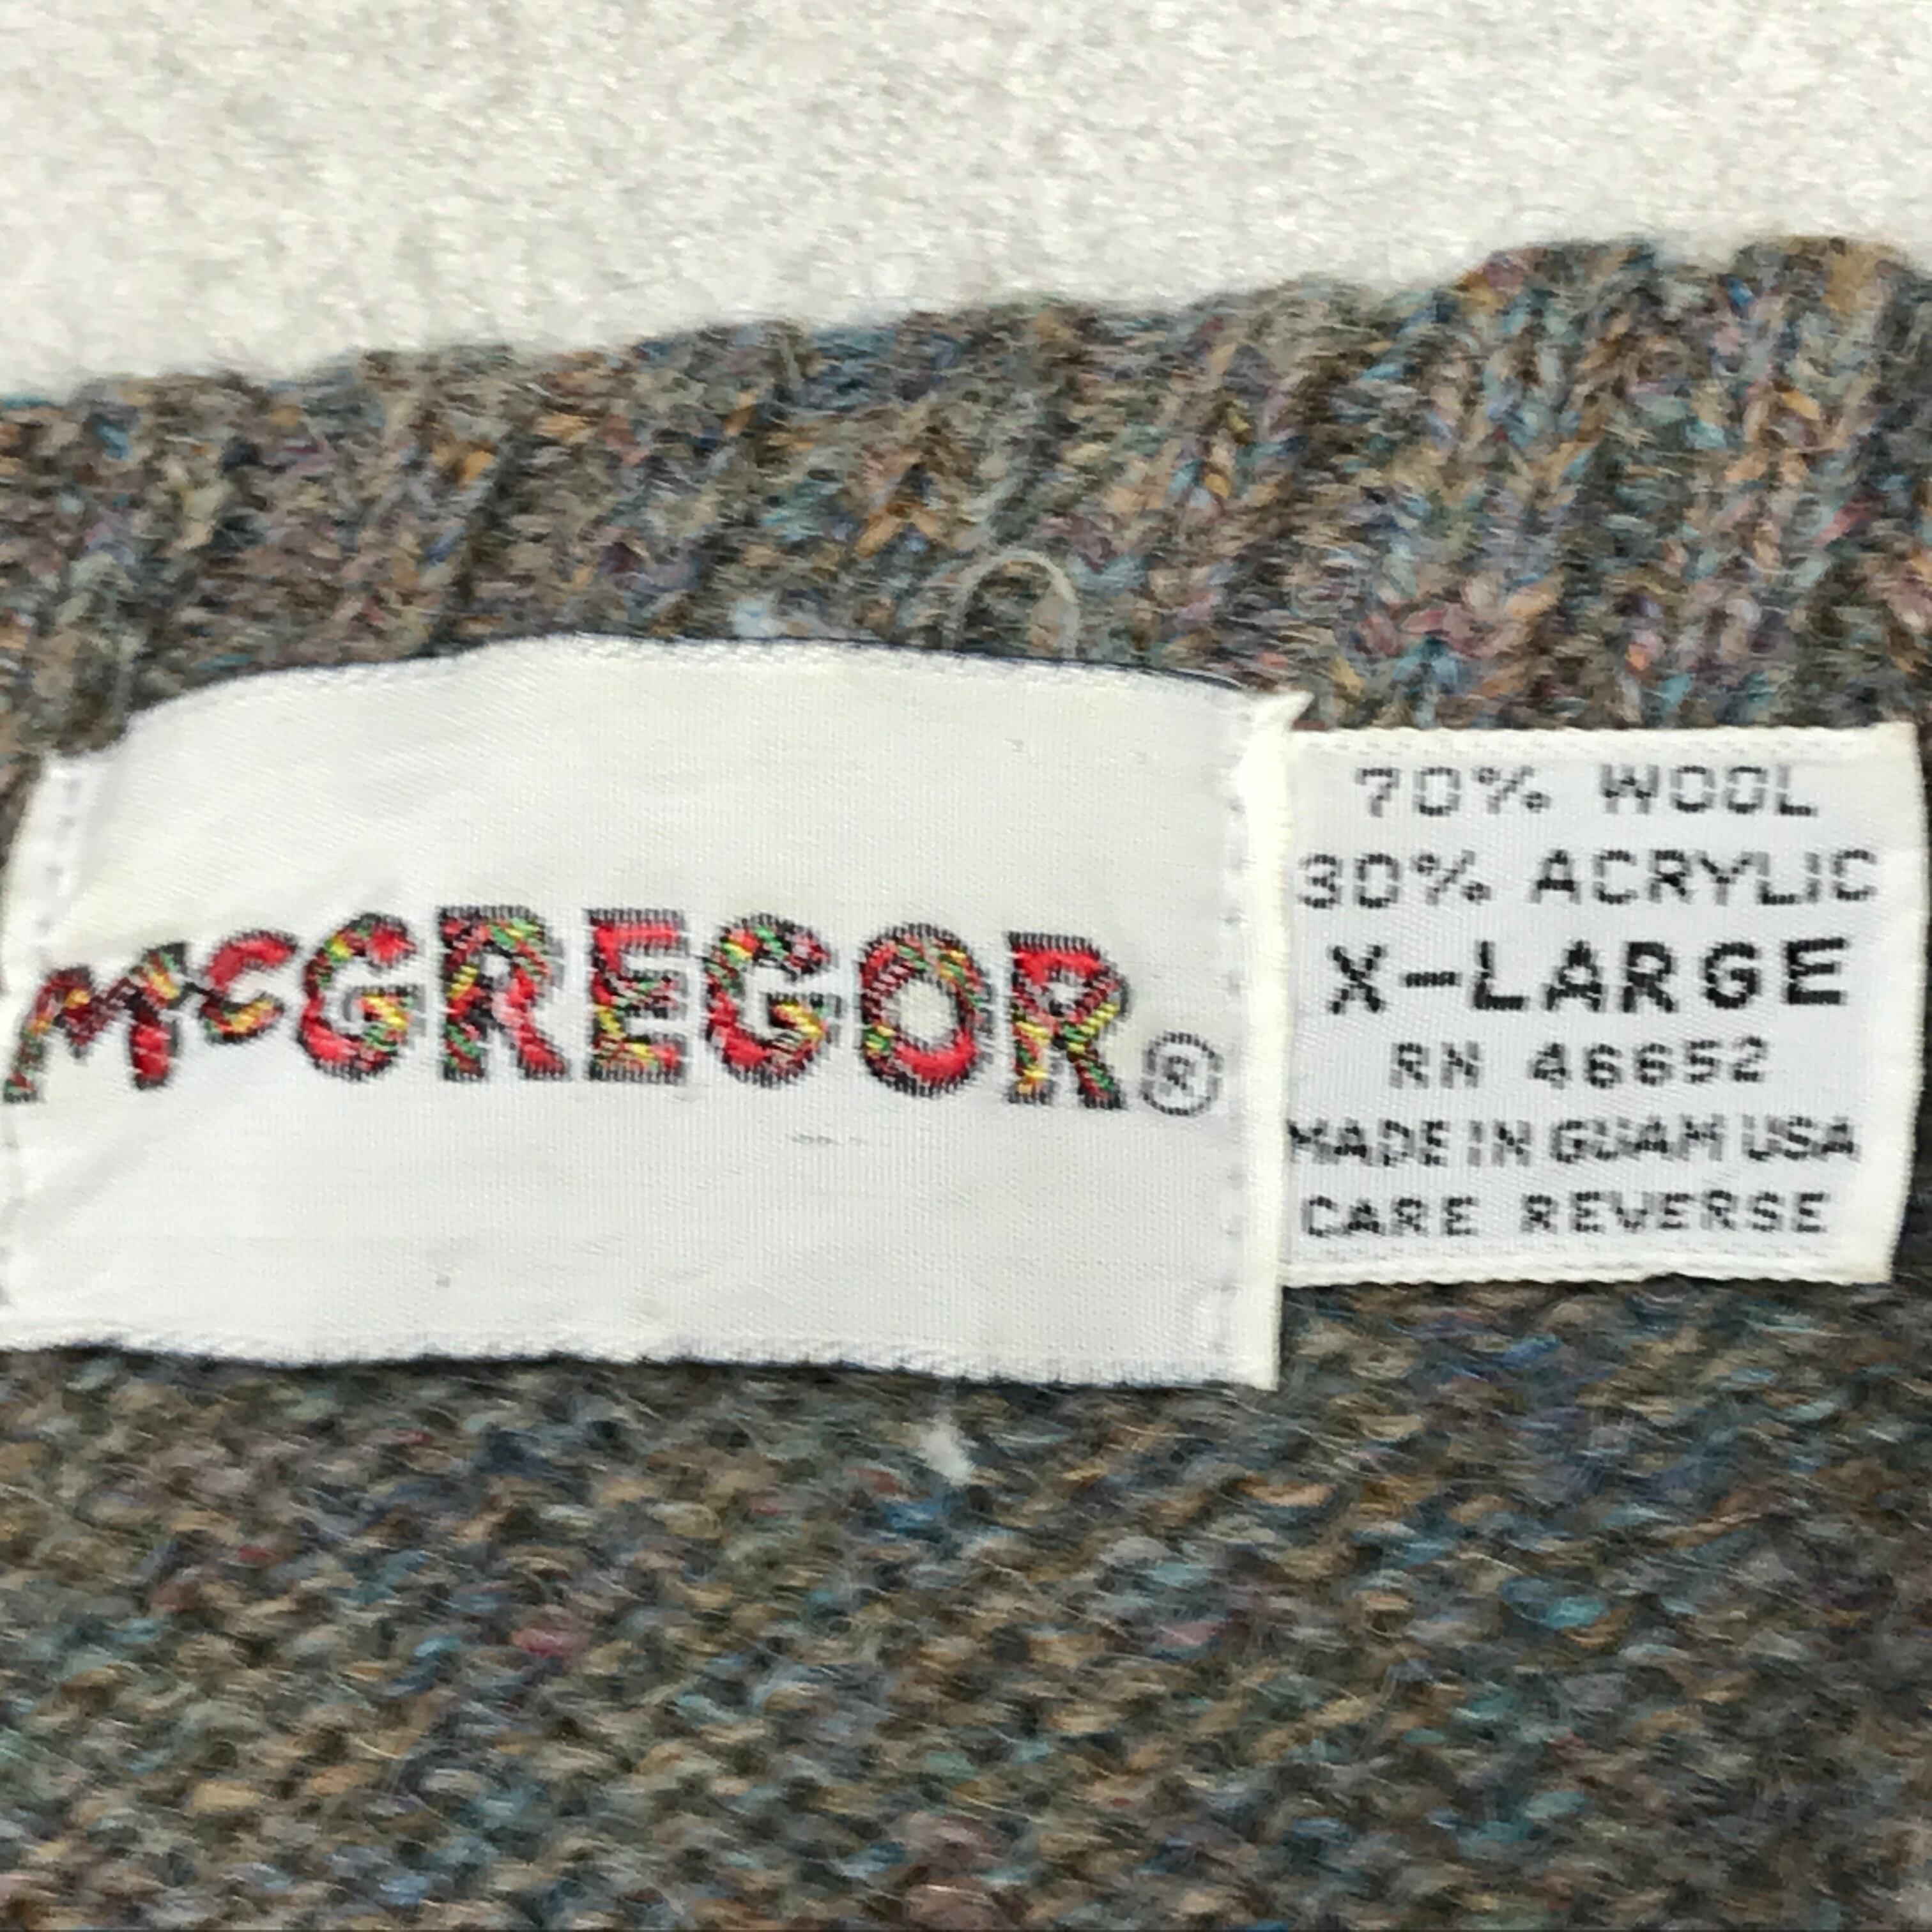 McGREGOR®
70% WOOL
30% ACRYLIC
X-LARGE
RN 46652
MADE IN GUAM USA
CARE REVERSE